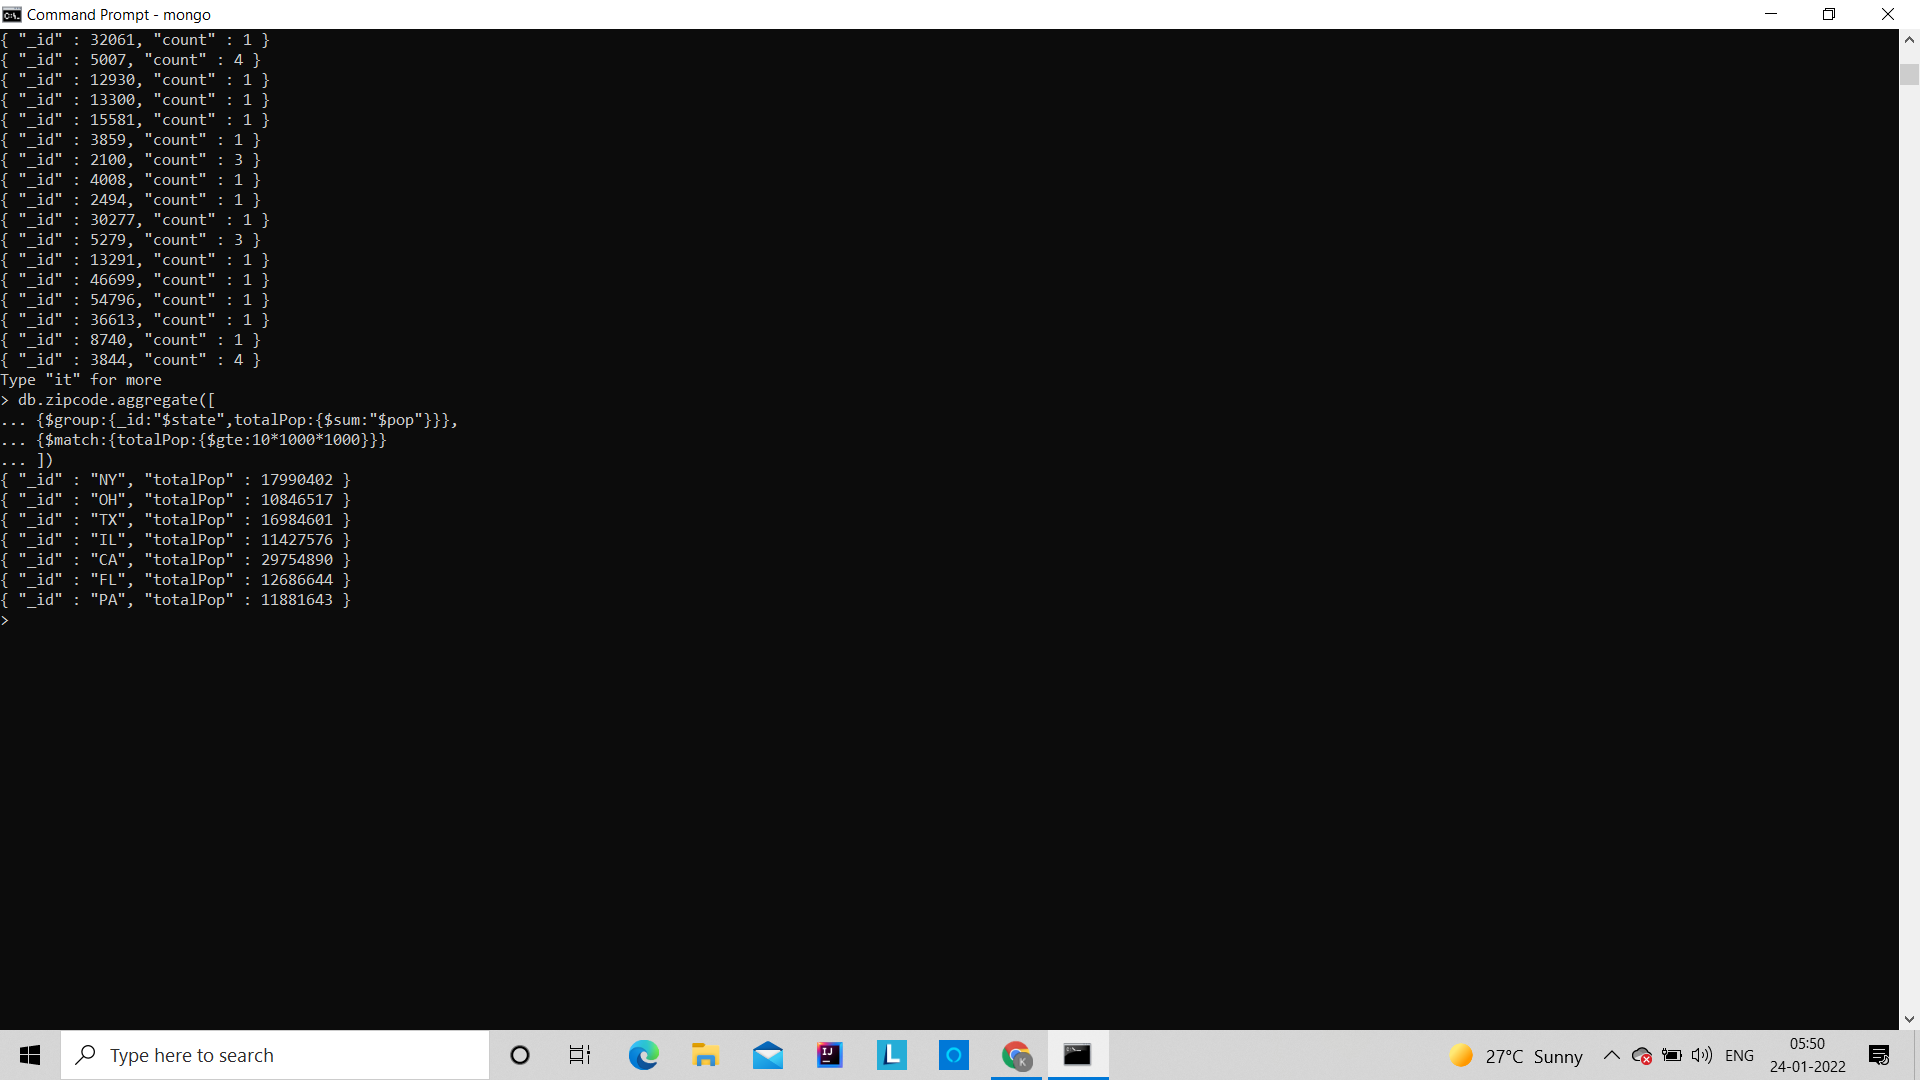 Command Prompt - mongo
{ "_id" : 32061, "count" : 1 }
{ "_id" : 5007, "count" : 4 }
{ "_id" : 12930, "count" : 1 }
{ "_id" : 13300, "count" : 1 }
{ "_id" : 15581, "count" : 1 }
{ "_id" : 3859, "count" : 1 }
{ "_id" : 2100, "count" : 3 }
{ "_id" : 4008, "count" : 1 }
{ "_id" : 2494, "count" : 1 }
{ "_id" : 30277, "count" : 1 }
{ "_id" : 5279, "count" : 3 }
{ "_id" : 13291, "count" : 1 }
{ "_id" : 46699, "count" : 1 }
{ "_id" : 54796, "count" : 1 }
{ "_id" : 36613, "count" : 1 }
{ "_id" : 8740, "count" : 1 }
{ "_id" : 3844, "count" : 4 }
Type "it" for more
> db.zipcode.aggregate([
... {$group:{_id:"$state",totalPop:{$sum:"$pop"}}},
... {$match:{totalPop:{$gte:10*1000*1000}}}
... ])
{ "_id" : "NY", "totalPop" : 17990402 }
{ "_id" : "OH", "totalPop" : 10846517 }
{ "_id" : "TX", "totalPop" : 16984601 }
{ "_id" : "IL", "totalPop" : 11427576 }
{ "_id" : "CA", "totalPop" : 29754890 }
{ "_id" : "FL", "totalPop" : 12686644 }
{ "_id" : "PA", "totalPop" : 11881643 }
>
Type here to search
IJ
L
K
27°C Sunny
ENG
05:50
24-01-2022